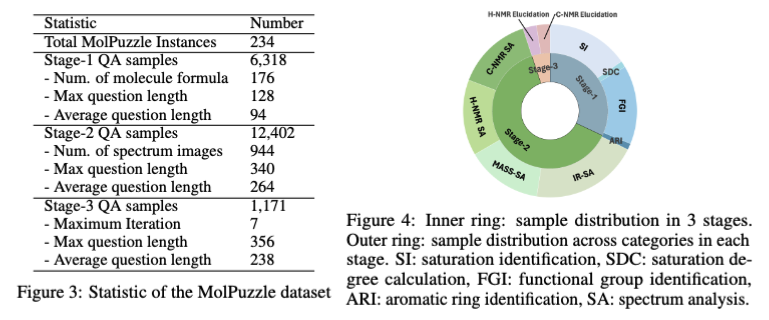 Statistic Number
Total MolPuzzle Instances 234
Stage-1 QA samples 6,318
- Num. of molecule formula 176
- Max question length 128
- Average question length 94
Stage-2 QA samples 12,402
- Num. of spectrum images 944
- Max question length 340
- Average question length 264
Stage-3 QA samples 1,171
- Maximum Iteration 7
- Max question length 356
- Average question length 238
Figure 3: Statistic of the MolPuzzle dataset
H-NMR Elucidation
C-NMR Elucidation
SI
SDC
FGI
ARI
IR-SA
MASS-SA
H-NMR SA
C-NMR SA
Stage-3
Stage-1
Stage-2
Figure 4: Inner ring: sample distribution in 3 stages.
Outer ring: sample distribution across categories in each
stage. SI: saturation identification, SDC: saturation de-
gree calculation, FGI: functional group identification,
ARI: aromatic ring identification, SA: spectrum analysis.